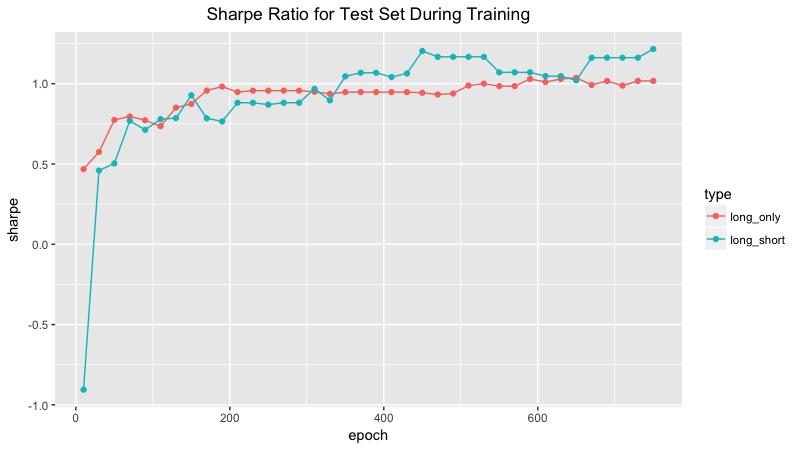 Sharpe Ratio for Test Set During Training
sharpe
1.0
0.5
0.0
-0.5
-1.0
0
200
400
600
epoch
type
long_only
long_short